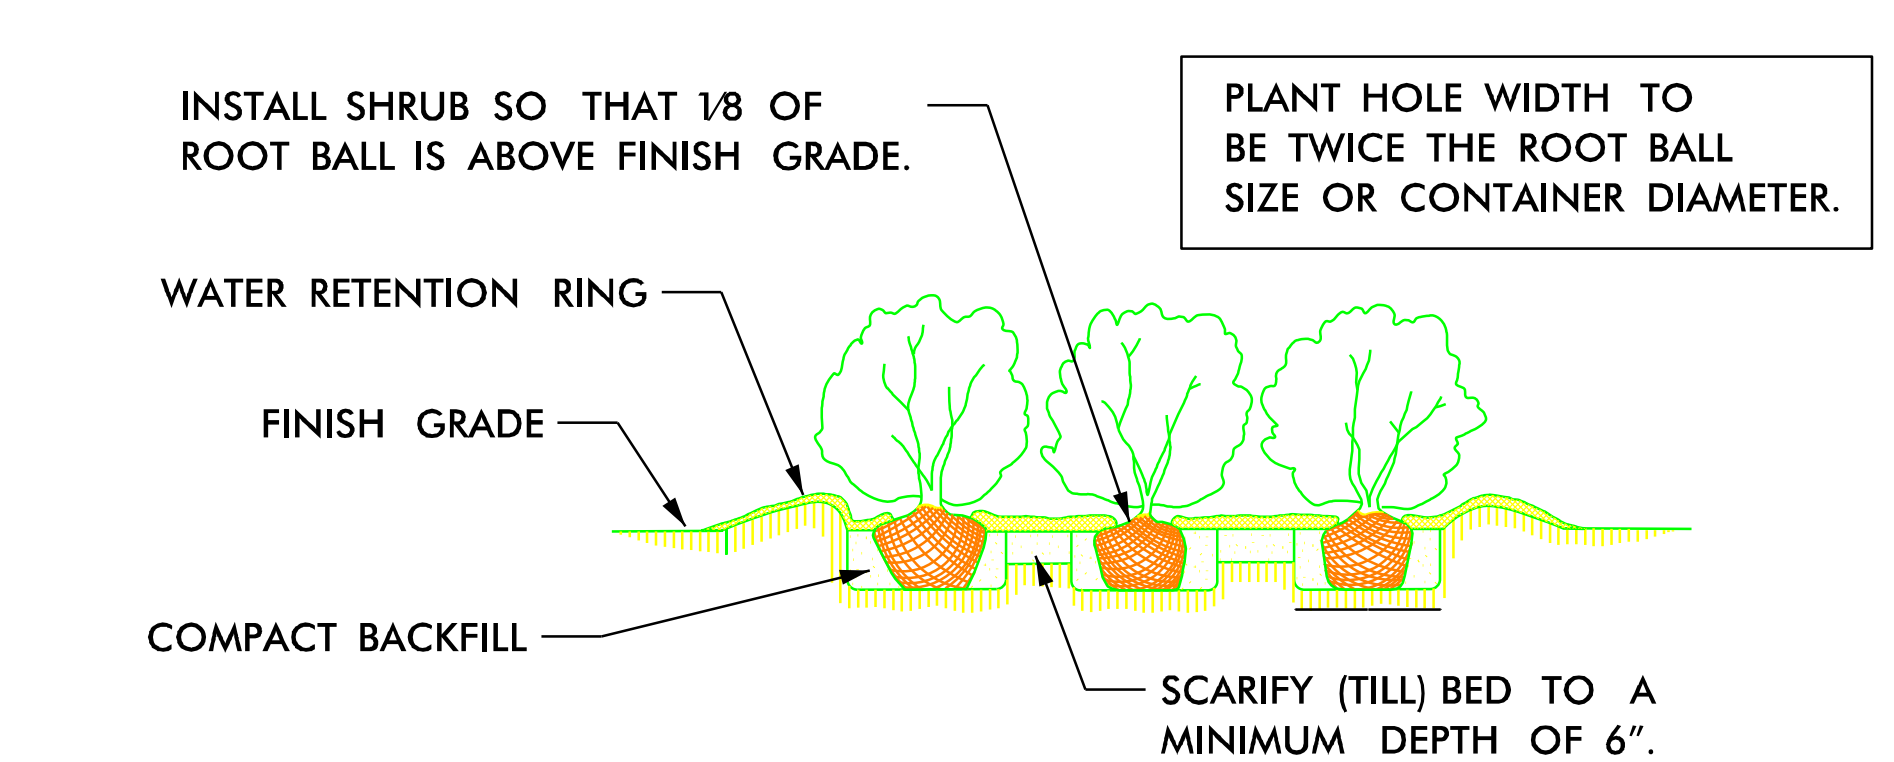 INSTALL SHRUB SO THAT 1/8 OF
ROOT BALL IS ABOVE FINISH GRADE.
PLANT HOLE WIDTH TO
BE TWICE THE ROOT BALL
SIZE OR CONTAINER DIAMETER.
WATER RETENTION RING
FINISH GRADE
COMPACT BACKFILL
SCARIFY (TILL) BED TO A
MINIMUM DEPTH OF 6".